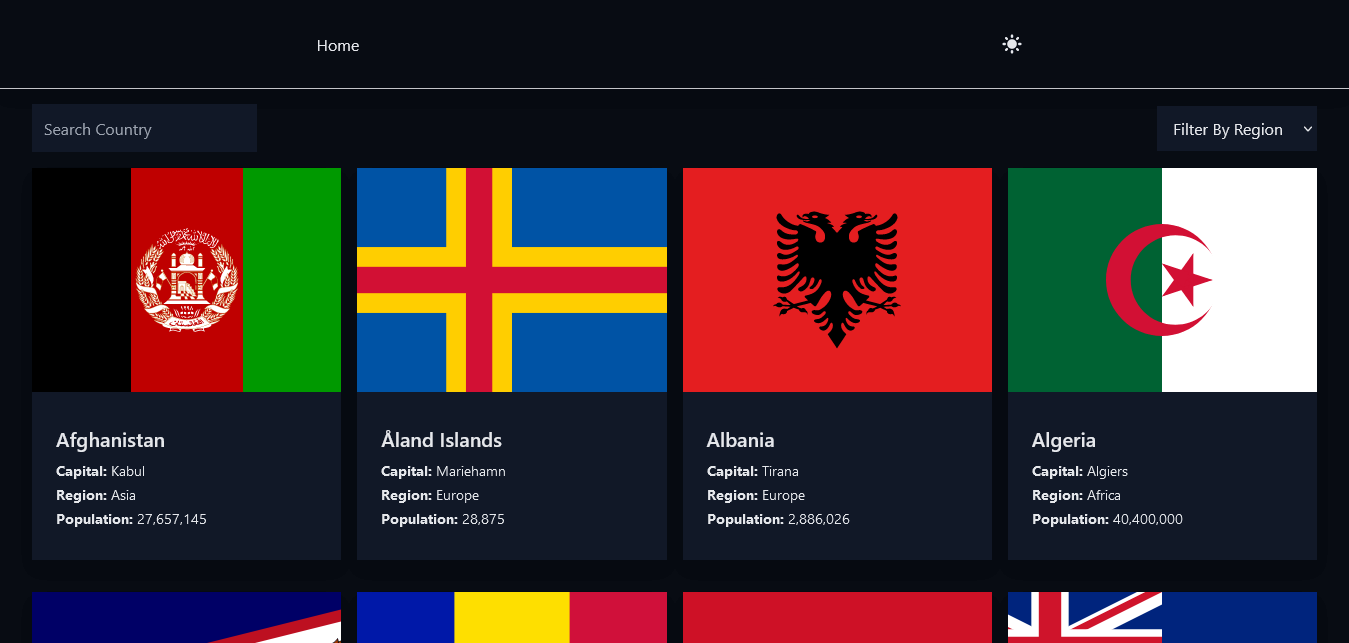 Home
Search Country
Filter By Region
Afghanistan
Capital: Kabul
Region: Asia
Population: 27,657,145
Åland Islands
Capital: Mariehamn
Region: Europe
Population: 28,875
Albania
Capital: Tirana
Region: Europe
Population: 2,886,026
Algeria
Capital: Algiers
Region: Africa
Population: 40,400,000